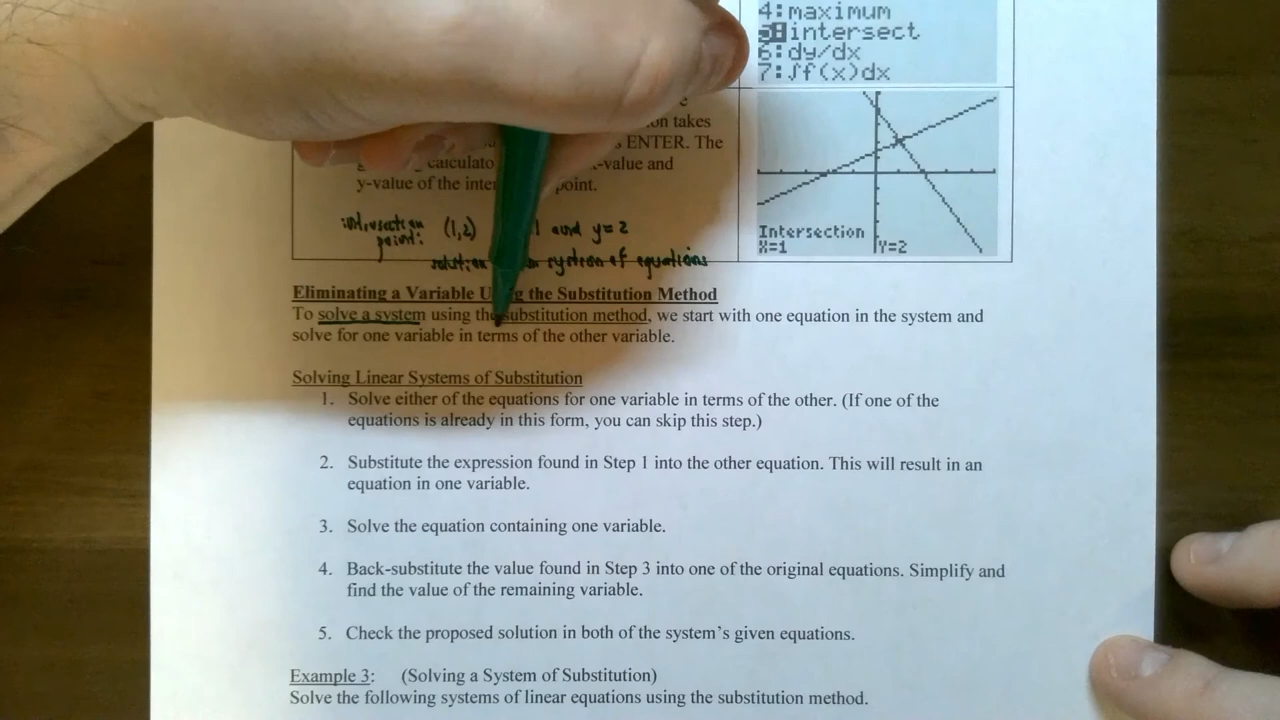 4:maximum
5:intersect
6:dy/dx
7:∫f(x)dx
takes
ENTER. The
-value and
y-value of the point.
intersection (1,2) and y=2
point:
system of equations
Intersection
X=1 Y=2
Eliminating a Variable the Substitution Method
To solve a system using the substitution method, we start with one equation in the system and
solve for one variable in terms of the other variable.
Solving Linear Systems of Substitution
1. Solve either of the equations for one variable in terms of the other. (If one of the
equations is already in this form, you can skip this step.)
2. Substitute the expression found in Step 1 into the other equation. This will result in an
equation in one variable.
3. Solve the equation containing one variable.
4. Back-substitute the value found in Step 3 into one of the original equations. Simplify and
find the value of the remaining variable.
5. Check the proposed solution in both of the system’s given equations.
Example 3: (Solving a System of Substitution)
Solve the following systems of linear equations using the substitution method.